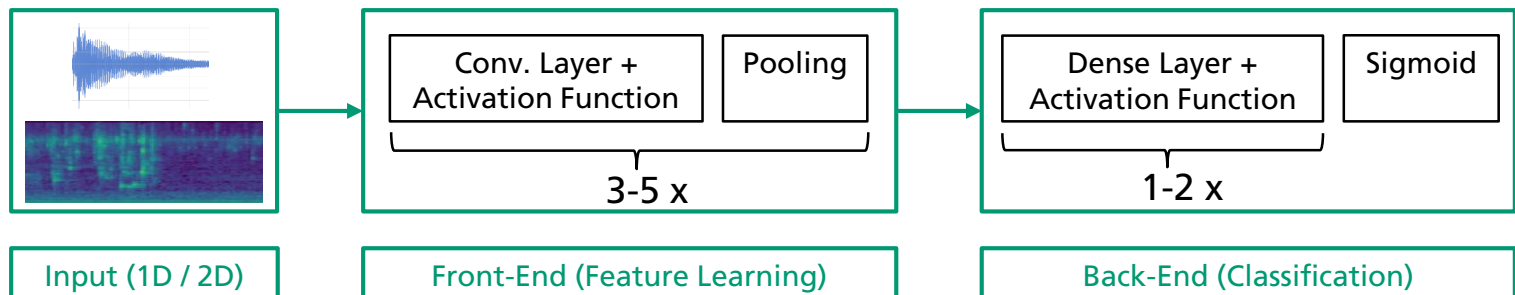 Conv. Layer +
Activation Function
Pooling
3-5 x
Dense Layer +
Activation Function
Sigmoid
1-2 x
Input (1D / 2D)
Front-End (Feature Learning)
Back-End (Classification)